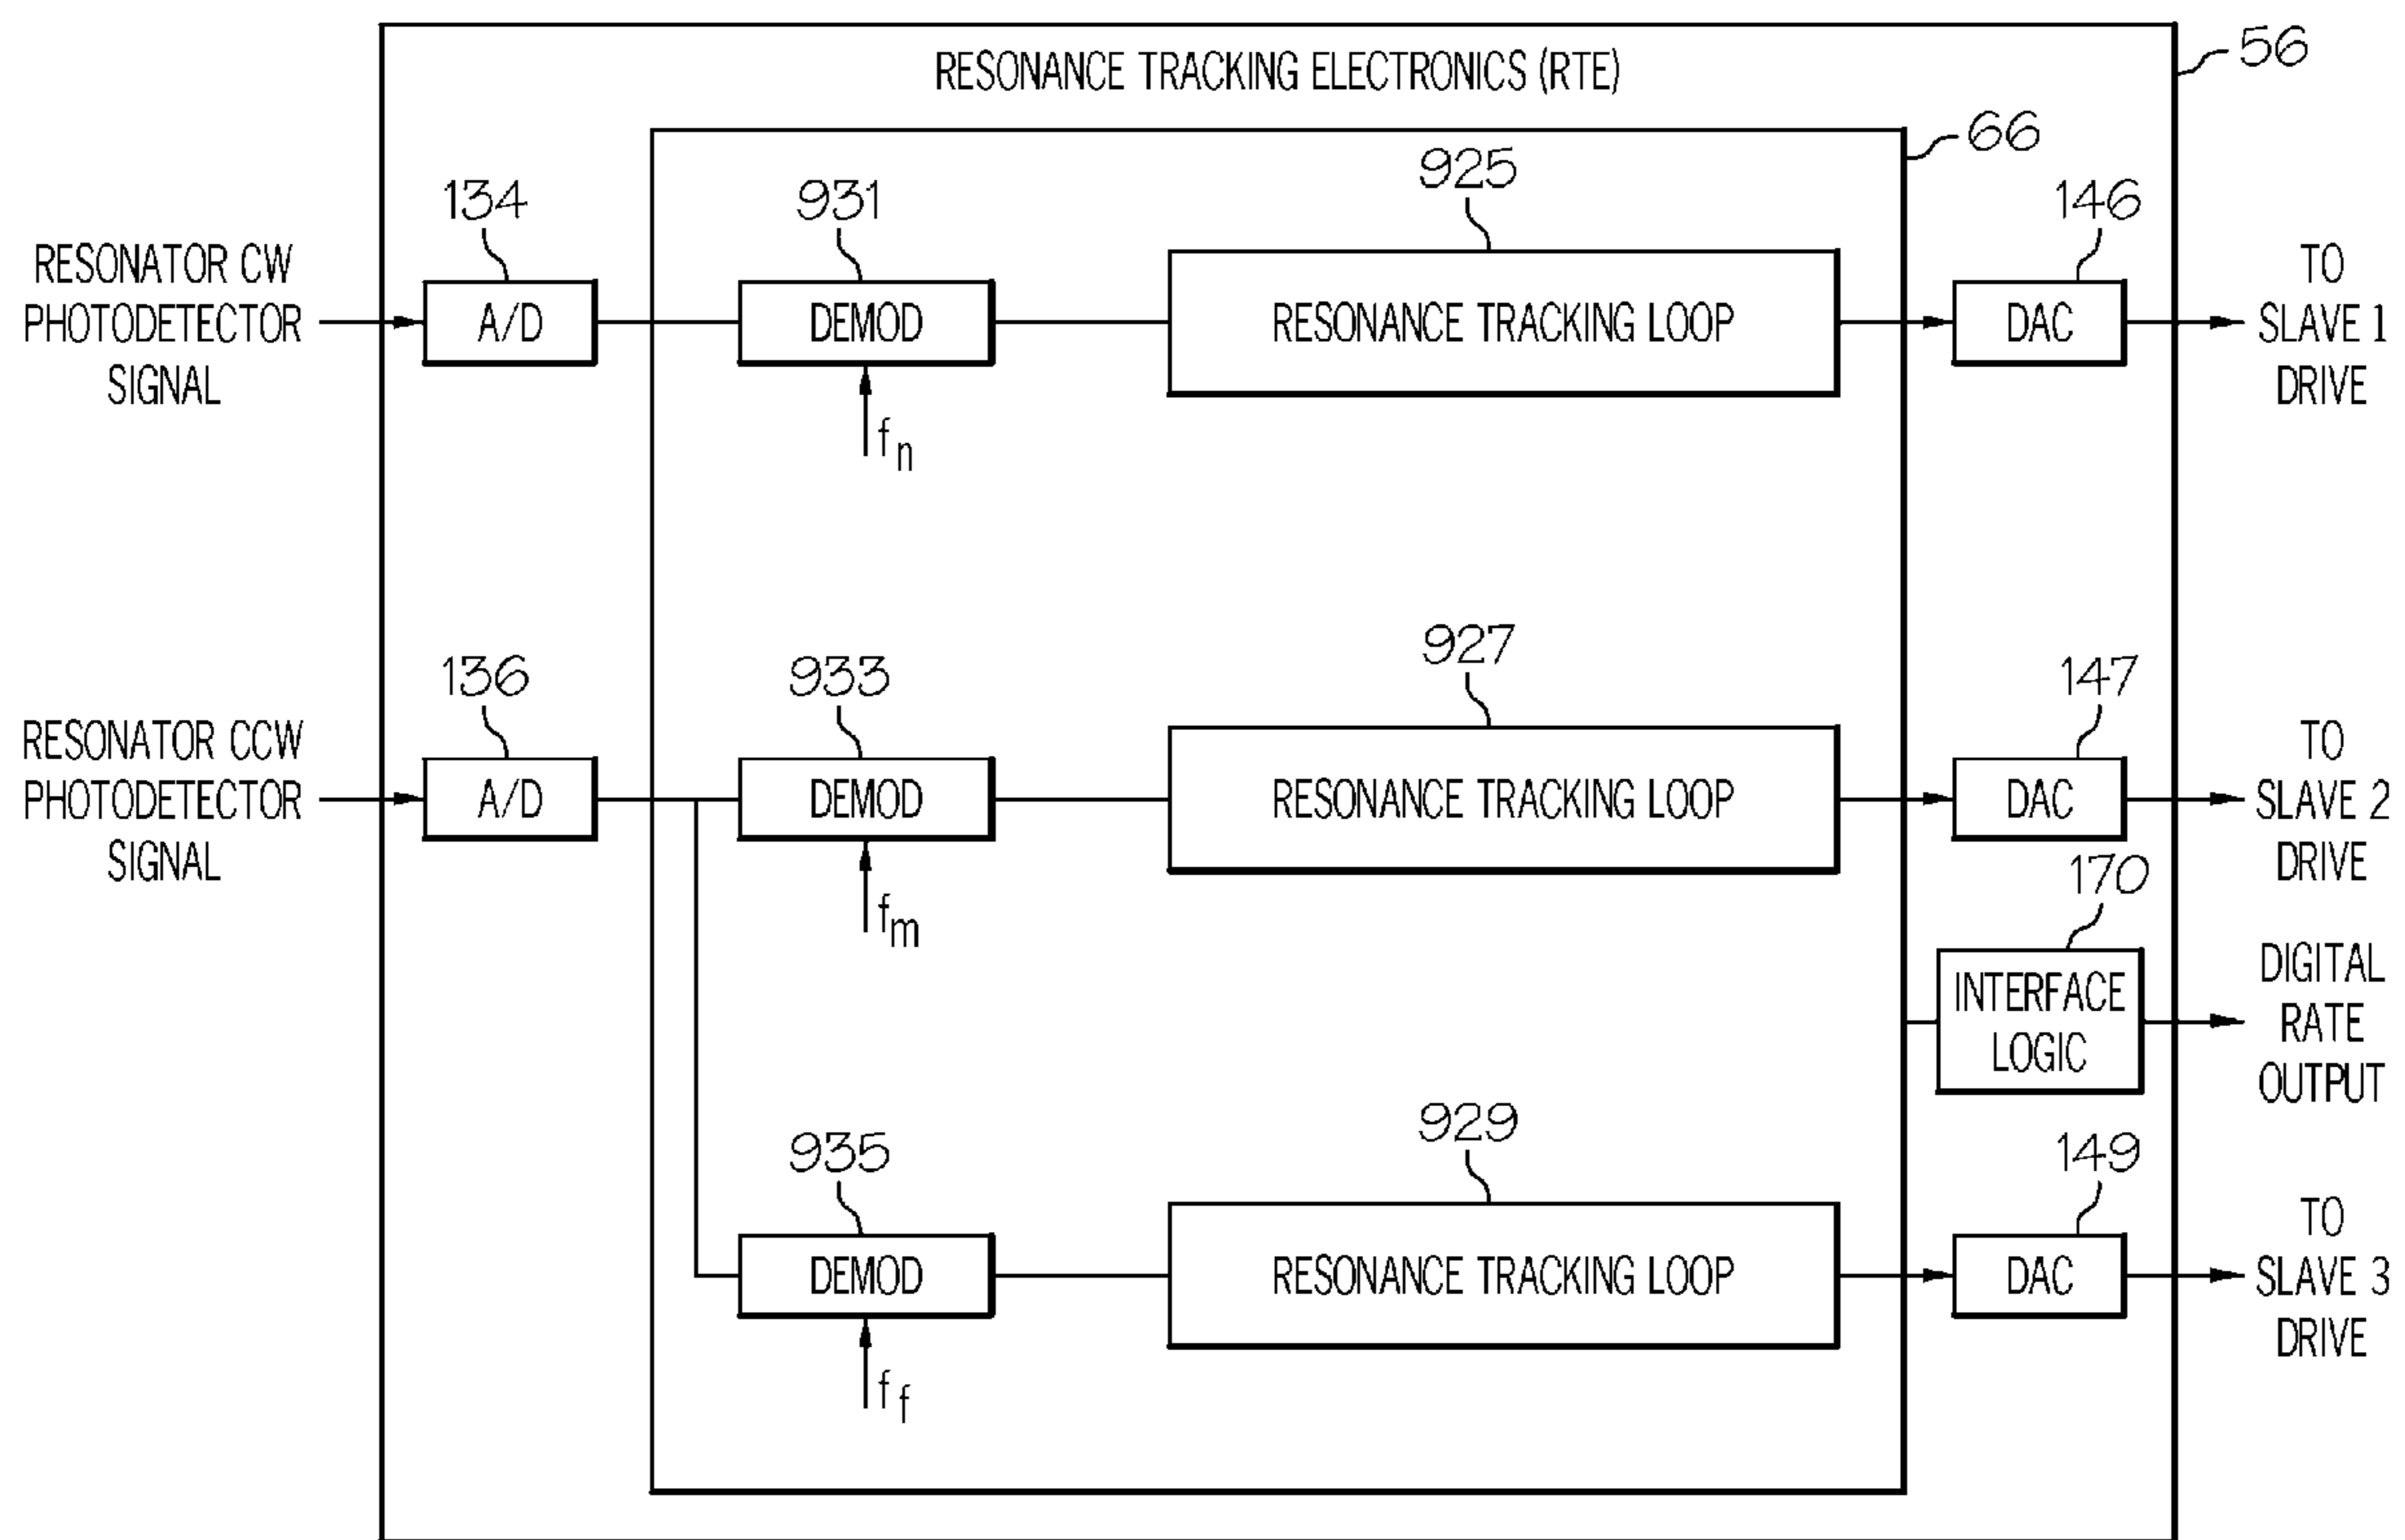 RESONANCE TRACKING ELECTRONICS (RTE)
56
66
RESONATOR CW
PHOTODETECTOR
SIGNAL
134
A/D
931
DEMOD
fn
925
RESONANCE TRACKING LOOP
146
DAC
TO
SLAVE 1
DRIVE
RESONATOR CCW
PHOTODETECTOR
SIGNAL
136
A/D
933
DEMOD
fm
927
RESONANCE TRACKING LOOP
147
DAC
TO
SLAVE 2
DRIVE
170
INTERFACE
LOGIC
DIGITAL
RATE
OUTPUT
935
DEMOD
ff
929
RESONANCE TRACKING LOOP
149
DAC
TO
SLAVE 3
DRIVE